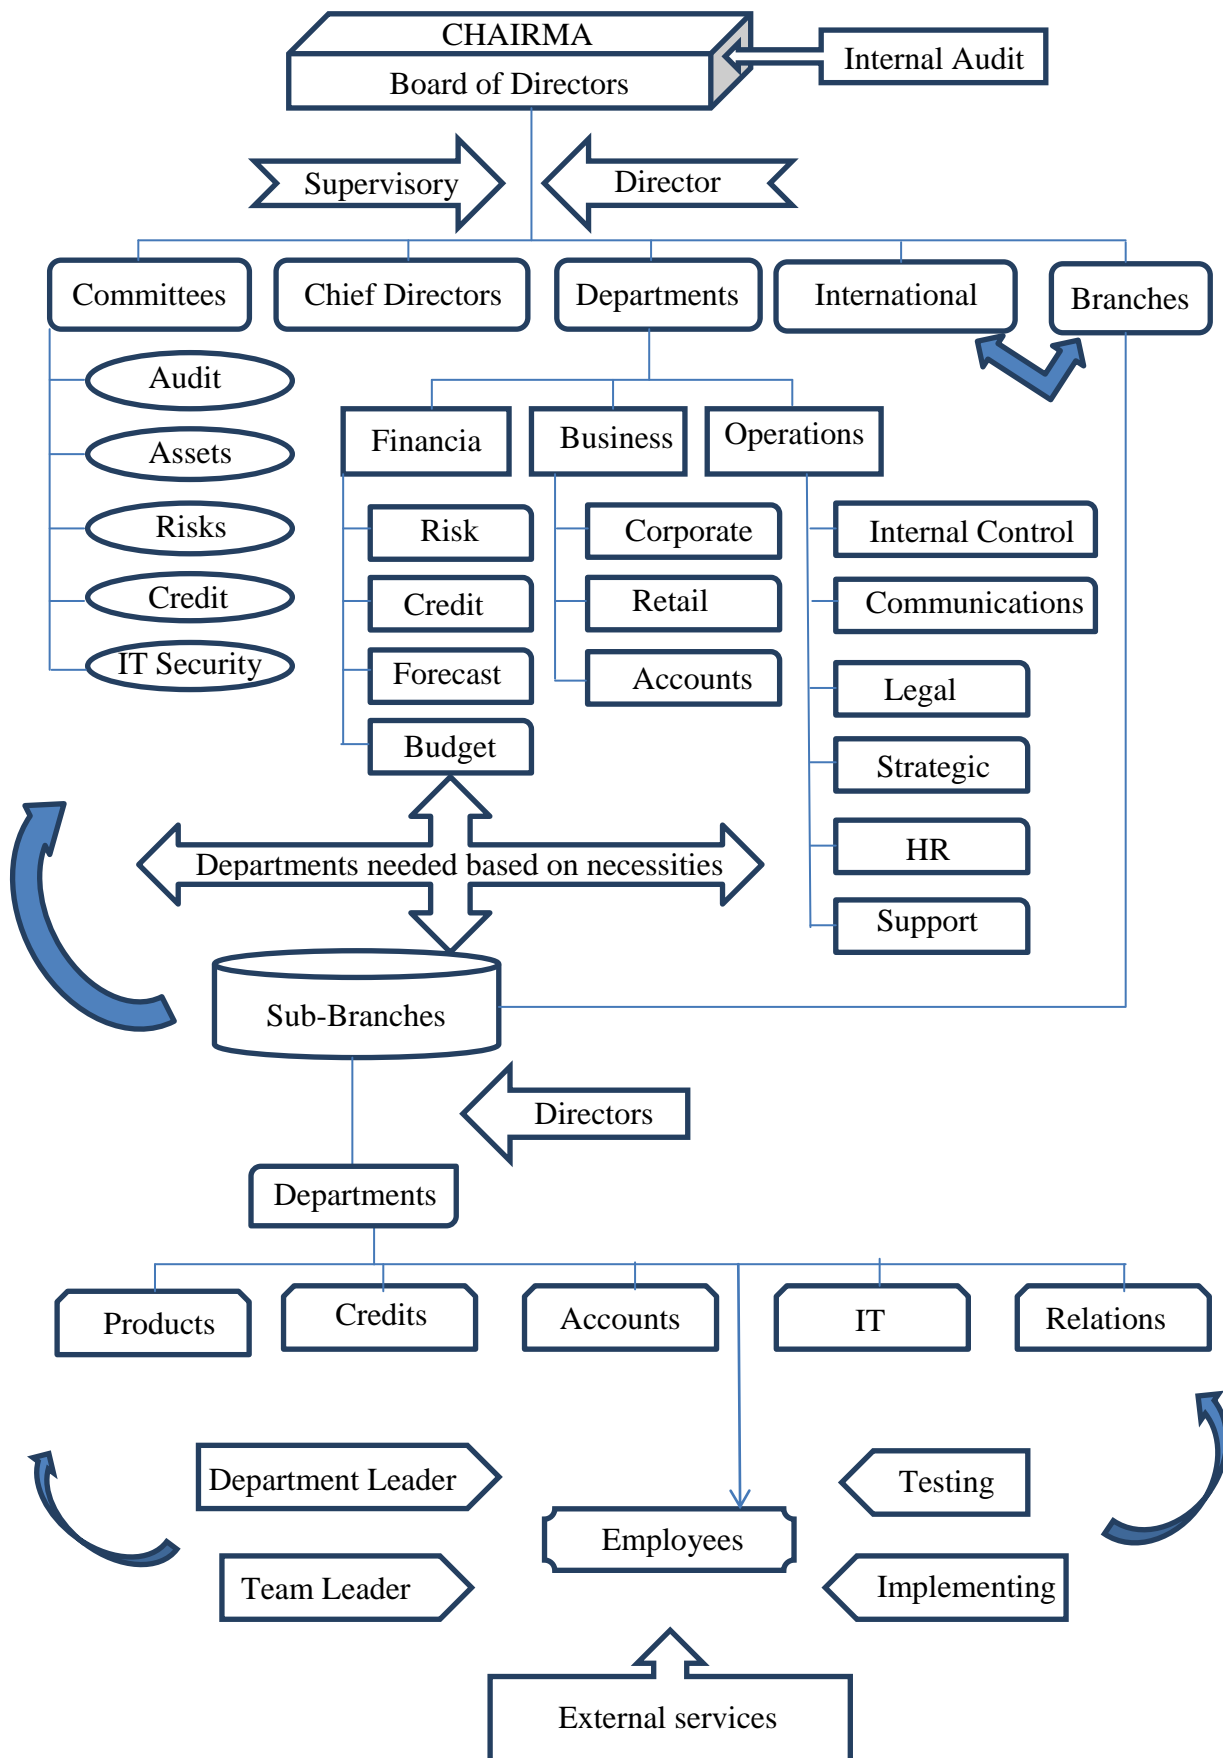 CHAIRMA
Board of Directors
Internal Audit
Supervisory
Director
Committees
Chief Directors
Departments
International
Branches
Audit
Assets
Risks
Credit
IT Security
Financia
Business
Operations
Risk
Credit
Forecast
Budget
Corporate
Retail
Accounts
Internal Control
Communications
Legal
Strategic
HR
Support
Departments needed based on necessities
Sub-Branches
Directors
Departments
Products
Credits
Accounts
IT
Relations
Department Leader
Team Leader
Employees
Testing
Implementing
External services